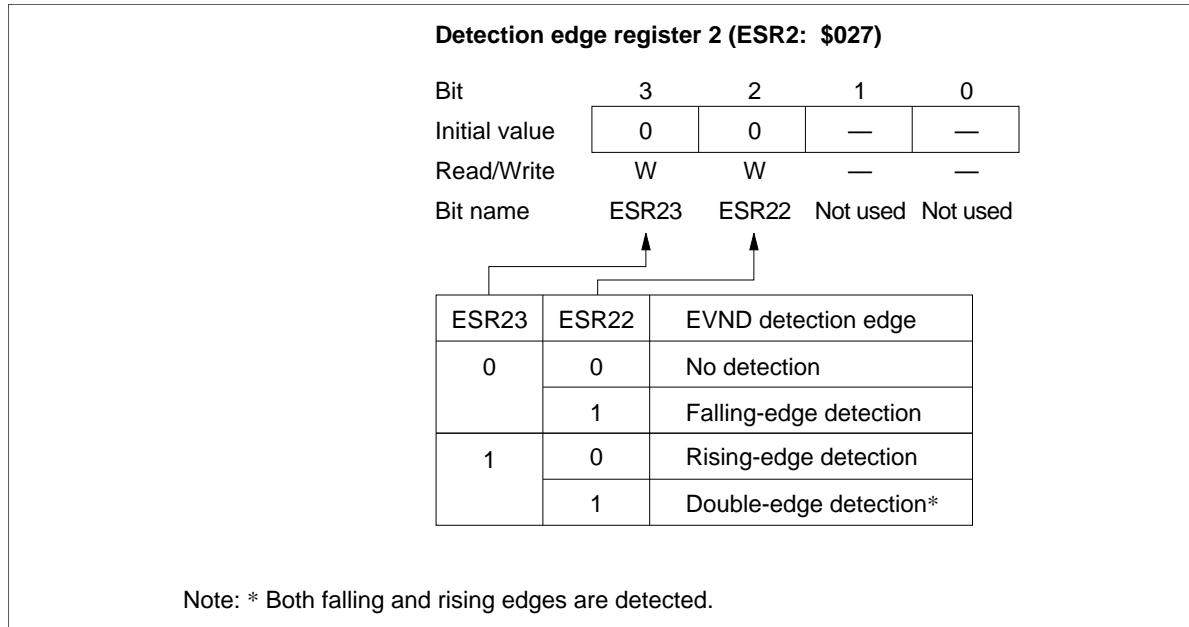 Detection edge register 2 (ESR2: $027)
Bit 3 2 1 0
Initial value 0 0 — —
Read/Write W W — —
Bit name ESR23 ESR22 Not used Not used
ESR23 ESR22 EVND detection edge
0 0 No detection
1 Falling-edge detection
1 0 Rising-edge detection
1 Double-edge detection*
Note: * Both falling and rising edges are detected.